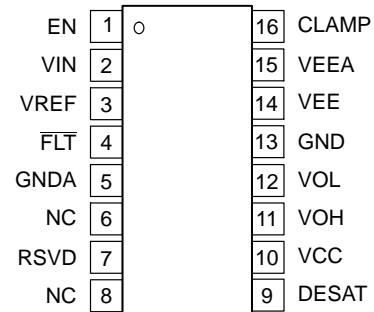 EN 1 16 CLAMP
VIN 2 15 VEEA
VREF 3 14 VEE
FLT 4 13 GND
GNDA 5 12 VOL
NC 6 11 VOH
RSVD 7 10 VCC
NC 8 9 DESAT